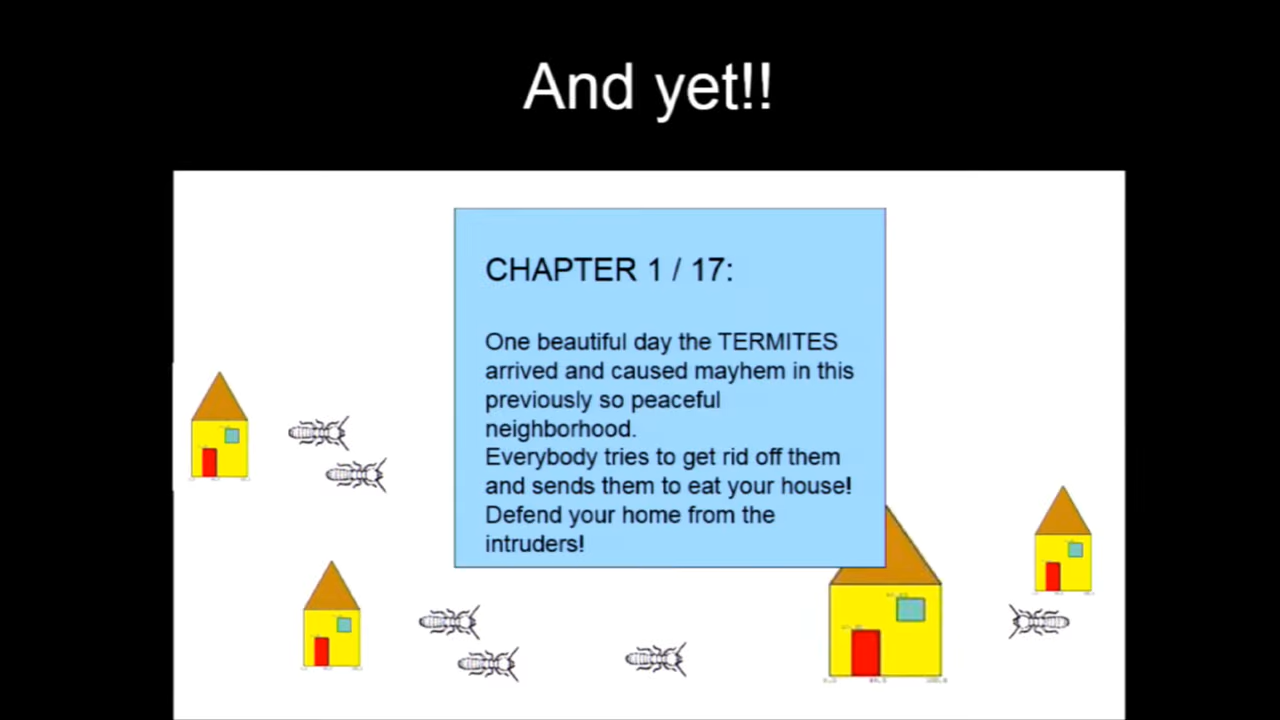 And yet!!
CHAPTER 1 / 17:
One beautiful day the TERMITES
arrived and caused mayhem in this
previously so peaceful
neighborhood.
Everybody tries to get rid off them
and sends them to eat your house!
Defend your home from the
intruders!